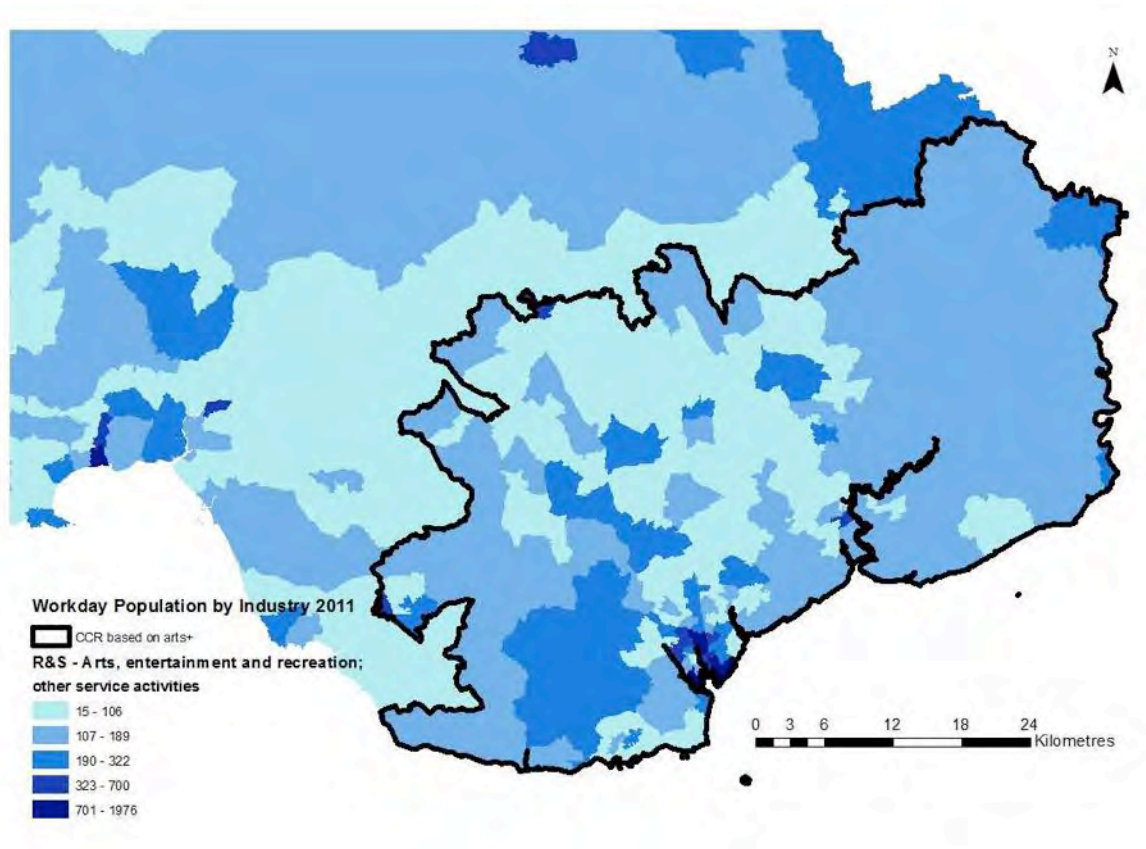 N
Workday Population by Industry 2011
CCR based on arts+
R&S - Arts, entertainment and recreation;
other service activities
15 - 106
107 - 189
190 - 322
323 - 700
701 - 1976
0 3 6 12 18 24
Kilometres